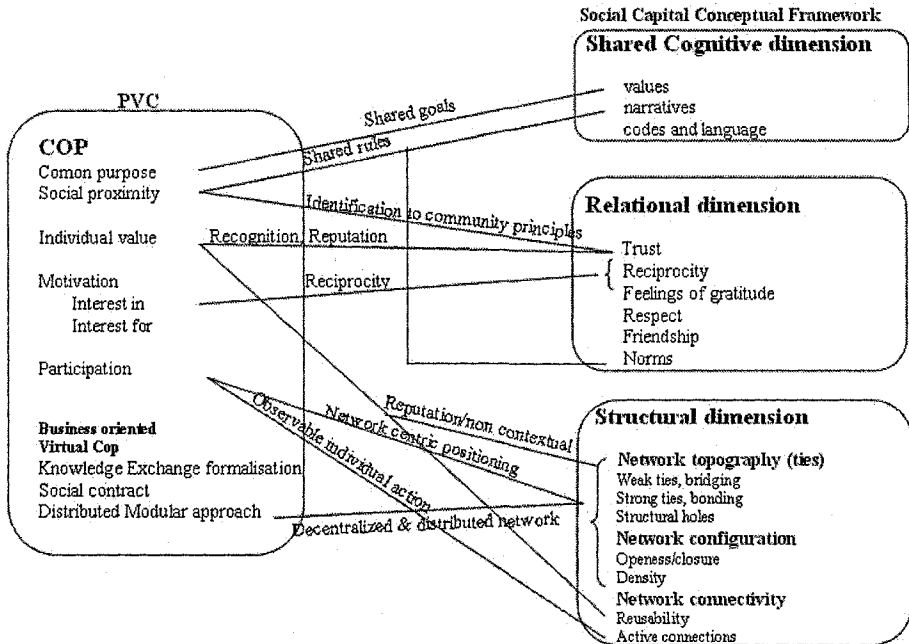 Social Capital Conceptual Framework
Shared Cognitive dimension
values
narratives
codes and language
PVC
COP
Comon purpose
Social proximity
Individual value
Motivation
Interest in
Interest for
Participation
Business oriented
Virtual Cop
Knowledge Exchange formalisation
Social contract
Distributed Modular approach
Shared goals
Shared rules
Identification to community principles
Recognition, Reputation
Reciprocity
Reputation/non contextual
Network centric positioning
Observable individual action
Decentralized & distributed network
Relational dimension
Trust
Reciprocity
Feelings of gratitude
Respect
Friendship
Norms
Structural dimension
Network topography (ties)
Weak ties, bridging
Strong ties, bonding
Structural holes
Network configuration
Openess/closure
Density
Network connectivity
Reusability
Active connections